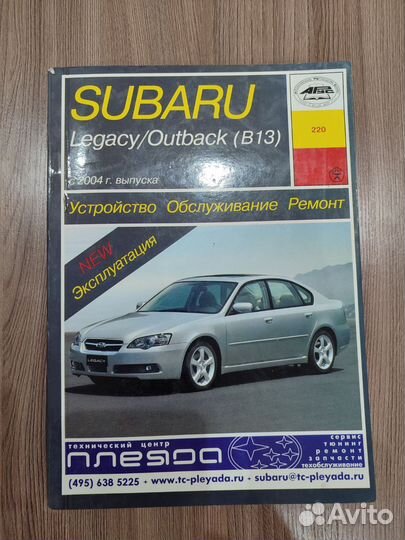 SUBARU
Legacy/Outback (B13)
220
с 2004 г. выпуска
Устройство Обслуживание Ремонт
NEW
Эксплуатация
LEGACY
технический центр
плеяда
сервис
тюнинг
ремонт
запчасти
техобслуживание
(495) 638 5225 • www.tc-pleyada.ru • subaru@tc-pleyada.ru
Avito